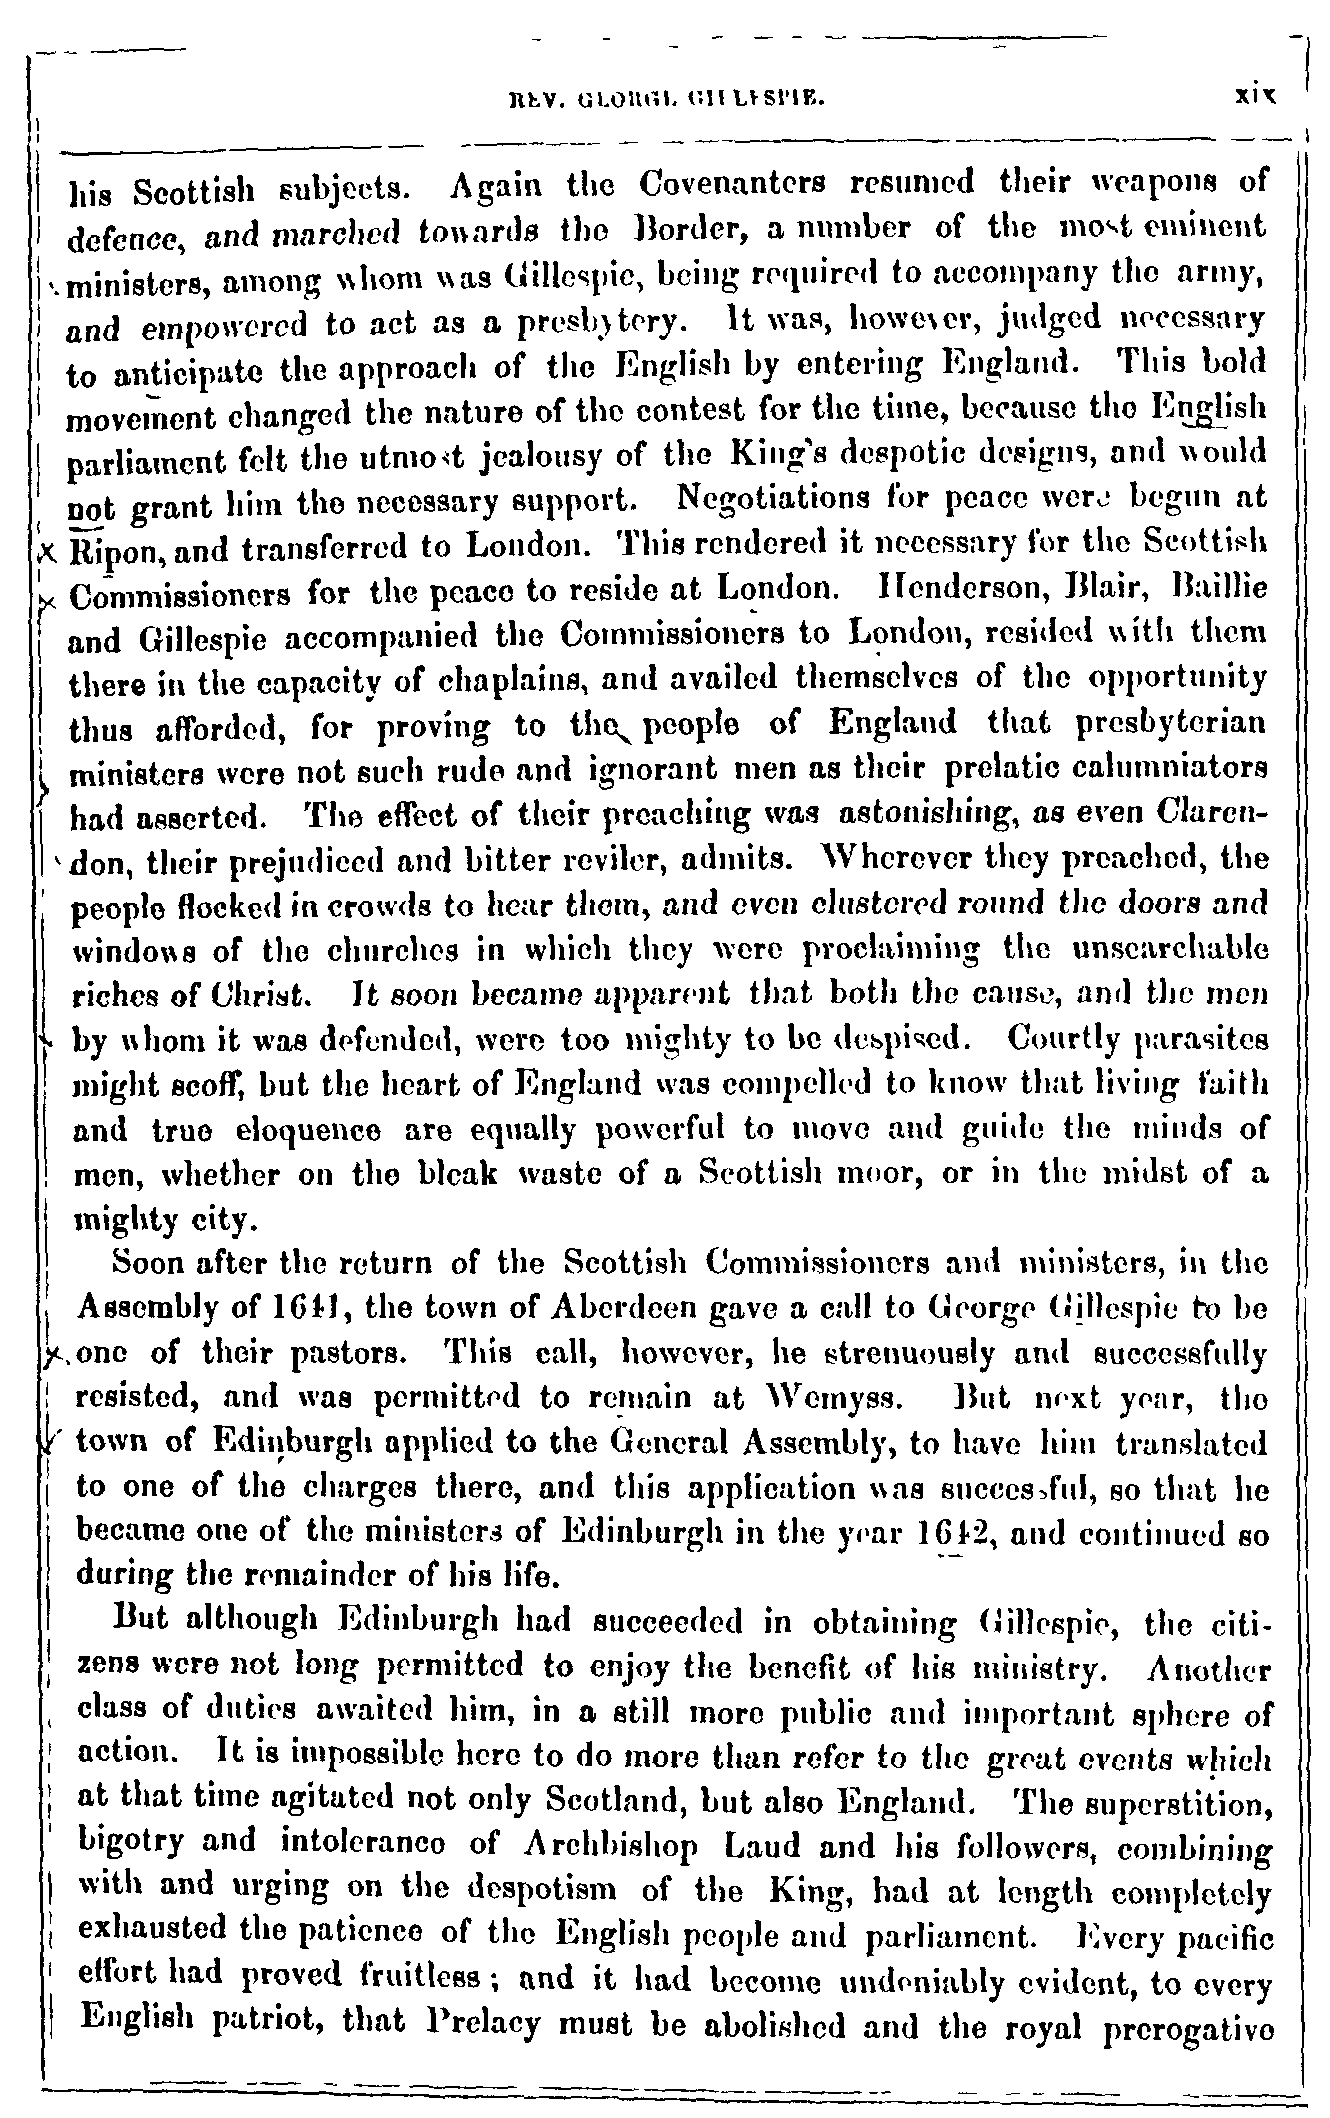 REV. GEORGE GILLESPIE. xix
his Scottish subjects. Again the Covenanters resumed their weapons of
defence, and marched towards the Border, a number of the most eminent
ministers, among whom was Gillespie, being required to accompany the army,
and empowered to act as a presbytery. It was, however, judged necessary
to anticipate the approach of the English by entering England. This bold
movement changed the nature of the contest for the time, because the English
parliament felt the utmost jealousy of the King's despotic designs, and would
not grant him the necessary support. Negotiations for peace were begun at
Ripon, and transferred to London. This rendered it necessary for the Scottish
Commissioners for the peace to reside at London. Henderson, Blair, Baillie
and Gillespie accompanied the Commissioners to London, resided with them
there in the capacity of chaplains, and availed themselves of the opportunity
thus afforded, for proving to the people of England that presbyterian
ministers were not such rude and ignorant men as their prelatic calumniators
had asserted. The effect of their preaching was astonishing, as even Claren-
don, their prejudiced and bitter reviler, admits. Wherever they preached, the
people flocked in crowds to hear them, and even clustered round the doors and
windows of the churches in which they were proclaiming the unsearchable
riches of Christ. It soon became apparent that both the cause, and the men
by whom it was defended, were too mighty to be despised. Courtly parasites
might scoff, but the heart of England was compelled to know that living faith
and true eloquence are equally powerful to move and guide the minds of
men, whether on the bleak waste of a Scottish moor, or in the midst of a
mighty city.
Soon after the return of the Scottish Commissioners and ministers, in the
Assembly of 1641, the town of Aberdeen gave a call to George Gillespie to be
one of their pastors. This call, however, he strenuously and successfully
resisted, and was permitted to remain at Wemyss. But next year, the
town of Edinburgh applied to the General Assembly, to have him translated
to one of the charges there, and this application was successful, so that he
became one of the ministers of Edinburgh in the year 1642, and continued so
during the remainder of his life.
But although Edinburgh had succeeded in obtaining Gillespie, the citi-
zens were not long permitted to enjoy the benefit of his ministry. Another
class of duties awaited him, in a still more public and important sphere of
action. It is impossible here to do more than refer to the great events which
at that time agitated not only Scotland, but also England. The superstition,
bigotry and intolerance of Archbishop Laud and his followers, combining
with and urging on the despotism of the King, had at length completely
exhausted the patience of the English people and parliament. Every pacific
effort had proved fruitless; and it had become undeniably evident, to every
English patriot, that Prelacy must be abolished and the royal prerogative